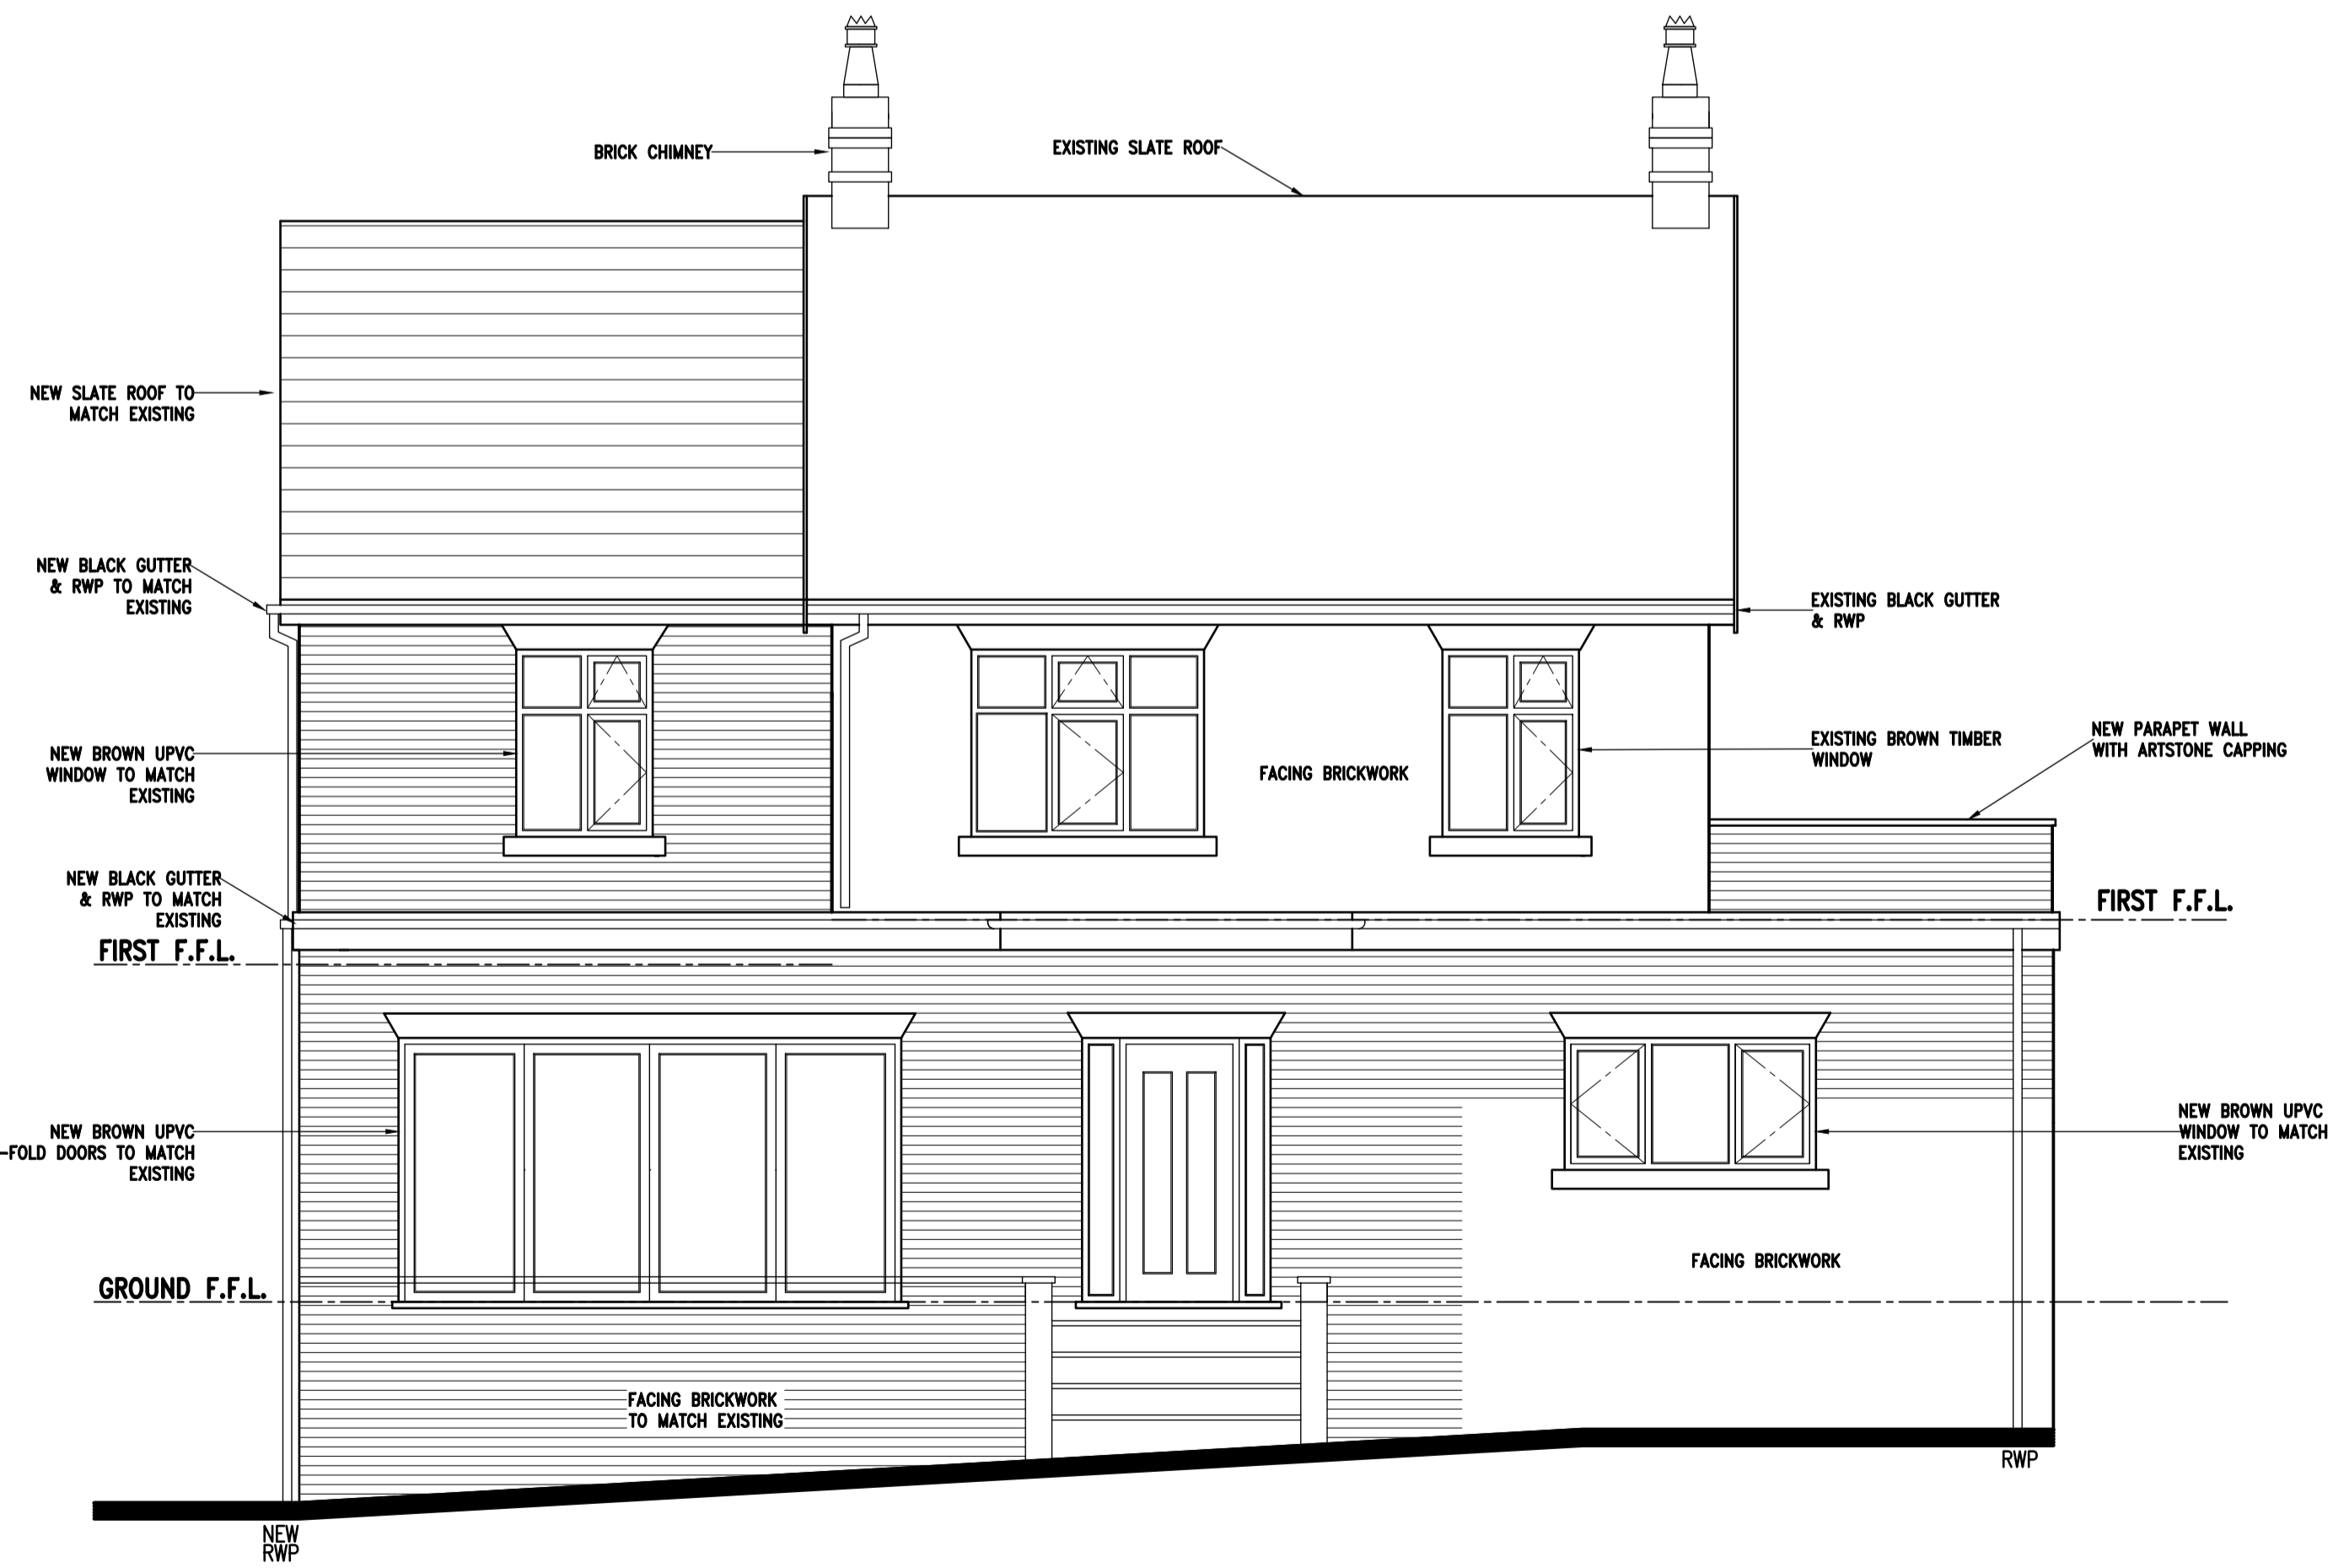 BRICK CHIMNEY
EXISTING SLATE ROOF
NEW SLATE ROOF TO
MATCH EXISTING
NEW BLACK GUTTER
& RWP TO MATCH
EXISTING
EXISTING BLACK GUTTER
& RWP
NEW BROWN UPVC
WINDOW TO MATCH
EXISTING
FACING BRICKWORK
EXISTING BROWN TIMBER
WINDOW
NEW PARAPET WALL
WITH ARTSTONE CAPPING
NEW BLACK GUTTER
& RWP TO MATCH
EXISTING
FIRST F.F.L.
FIRST F.F.L.
NEW BROWN UPVC
-FOLD DOORS TO MATCH
EXISTING
NEW BROWN UPVC
WINDOW TO MATCH
EXISTING
FACING BRICKWORK
GROUND F.F.L.
FACING BRICKWORK
TO MATCH EXISTING
RWP
NEW
RWP